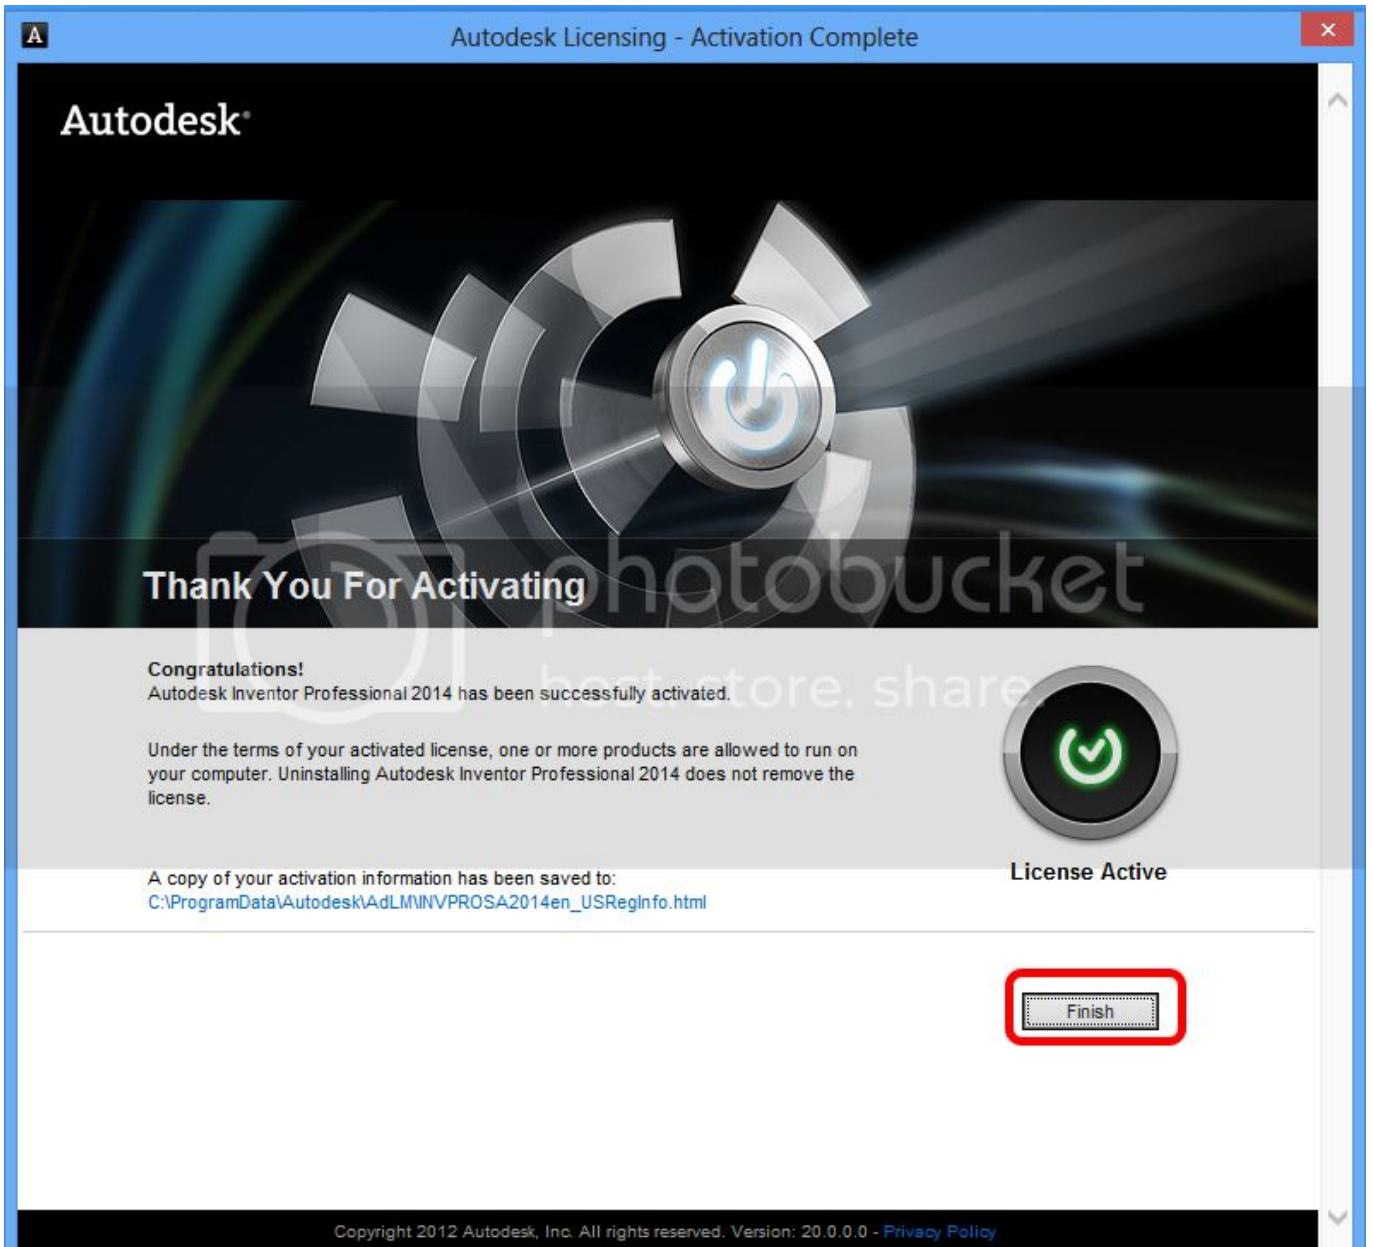 Autodesk Licensing - Activation Complete
Autodesk®
photobucket
Thank You For Activating
host. store. share.
Congratulations!
Autodesk Inventor Professional 2014 has been successfully activated.
Under the terms of your activated license, one or more products are allowed to run on
your computer. Uninstalling Autodesk Inventor Professional 2014 does not remove the
license.
License Active
A copy of your activation information has been saved to:
C:\ProgramData\Autodesk\AdLM\INVPROSA2014en_USRegInfo.html
Finish
Copyright 2012 Autodesk, Inc. All rights reserved. Version: 20.0.0.0 - Privacy Policy